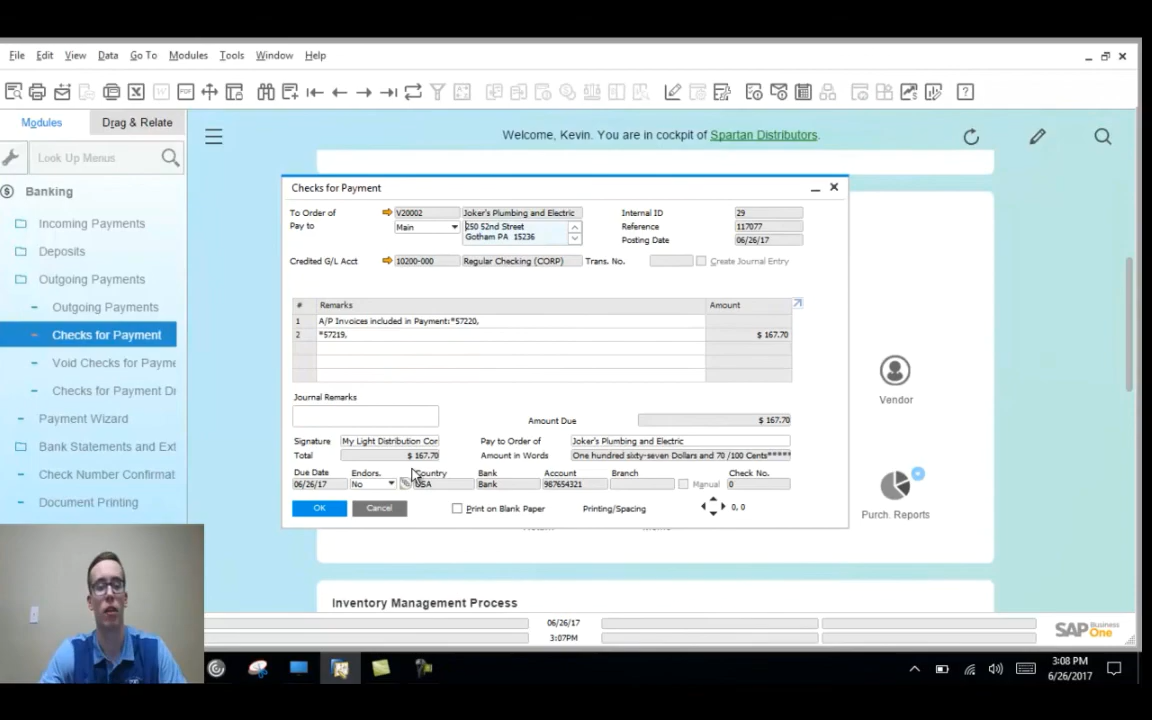 File Edit View Data Go To Modules Tools Window Help
Modules Drag & Relate
Welcome, Kevin. You are in cockpit of Spartan Distributors.
Look Up Menus
Banking
Incoming Payments
Deposits
Outgoing Payments
Outgoing Payments
Checks for Payment
Void Checks for Payme
Checks for Payment Dr
Payment Wizard
Bank Statements and Ext
Check Number Confirmat
Document Printing
Checks for Payment
To Order of V20002 Joker's Plumbing and Electric Internal ID 29
Pay to Main 250 52nd Street Reference 117077
Gotham PA 15236 Posting Date 06/26/17
Credited G/L Acct 10200-000 Regular Checking (CORP) Trans. No. Create Journal Entry
# Remarks Amount
1 A/P Invoices included in Payment:*57220,
2 *57219, $ 167.70
Journal Remarks
Amount Due $ 167.70
Signature My Light Distribution Cor Pay to Order of Joker's Plumbing and Electric
Total $ 167.70 Amount in Words One hundred sixty-seven Dollars and 70 /100 Cents*****
Due Date Endors. Country Bank Account Branch Check No.
06/26/17 No USA Bank 987654321 Manual 0
OK Cancel Print on Blank Paper Printing/Spacing 0, 0
Vendor
Purch. Reports
Inventory Management Process
06/26/17
3:07PM
SAP Business One
3:08 PM
6/26/2017